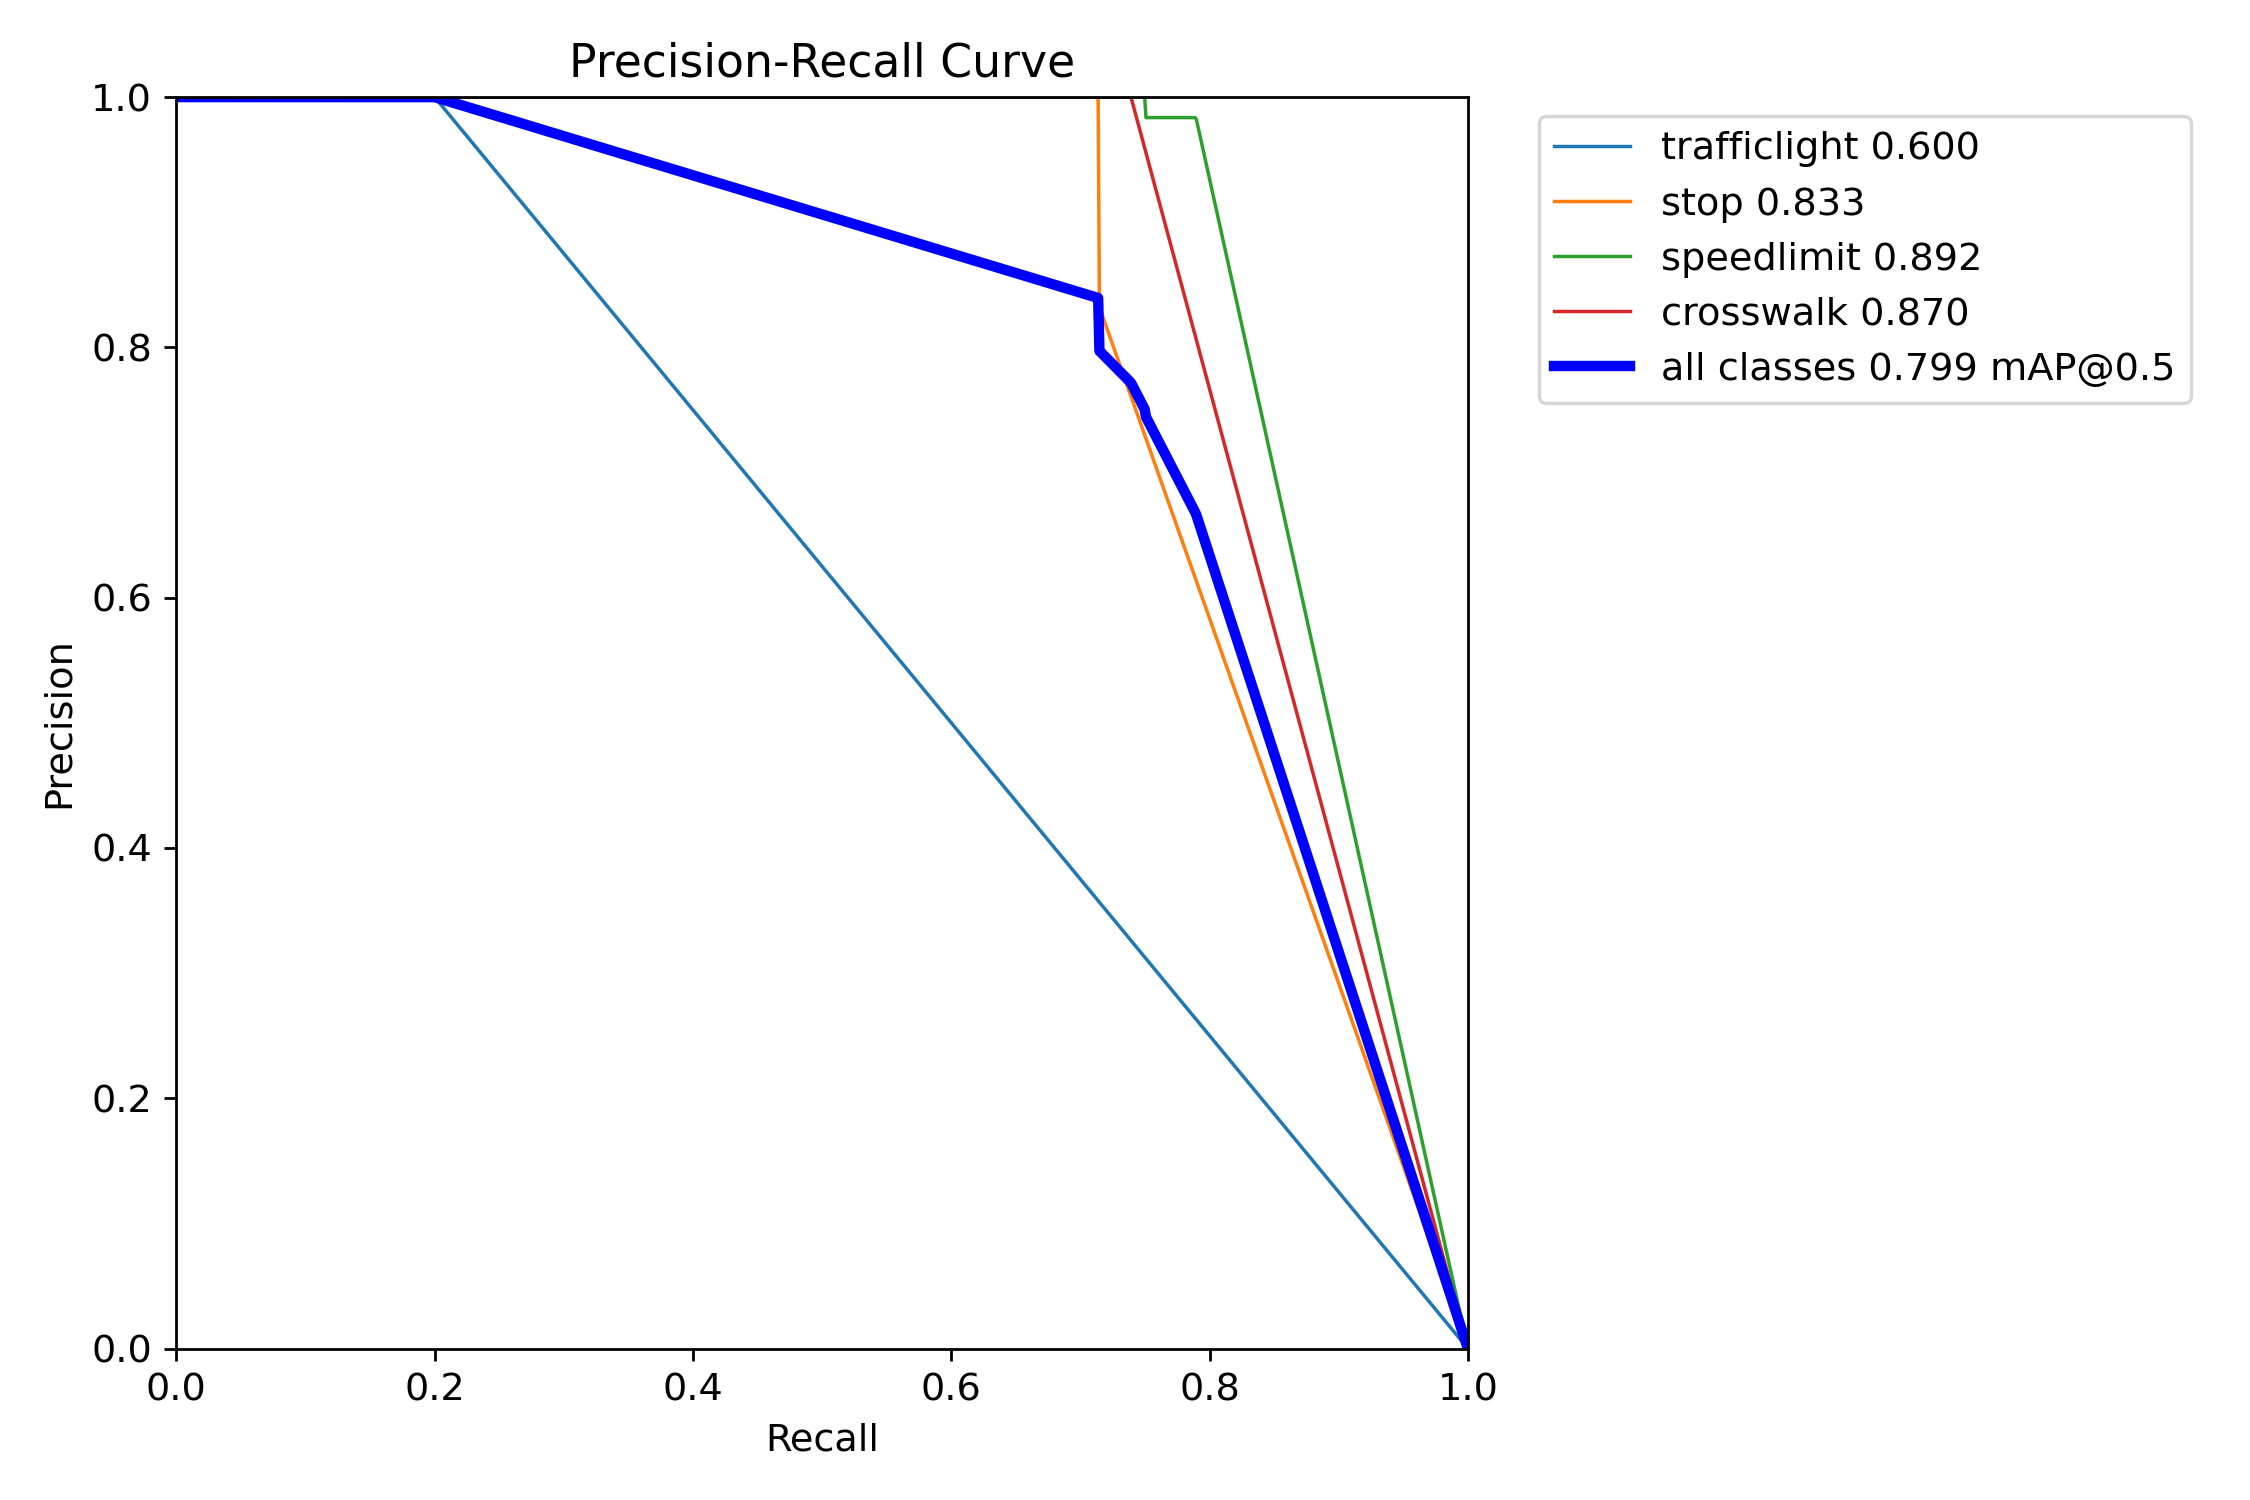 Precision-Recall Curve
1.0
0.8
0.6
0.4
0.2
0.0
Precision
0.0 0.2 0.4 0.6 0.8 1.0
Recall
trafficlight 0.600
stop 0.833
speedlimit 0.892
crosswalk 0.870
all classes 0.799 mAP@0.5